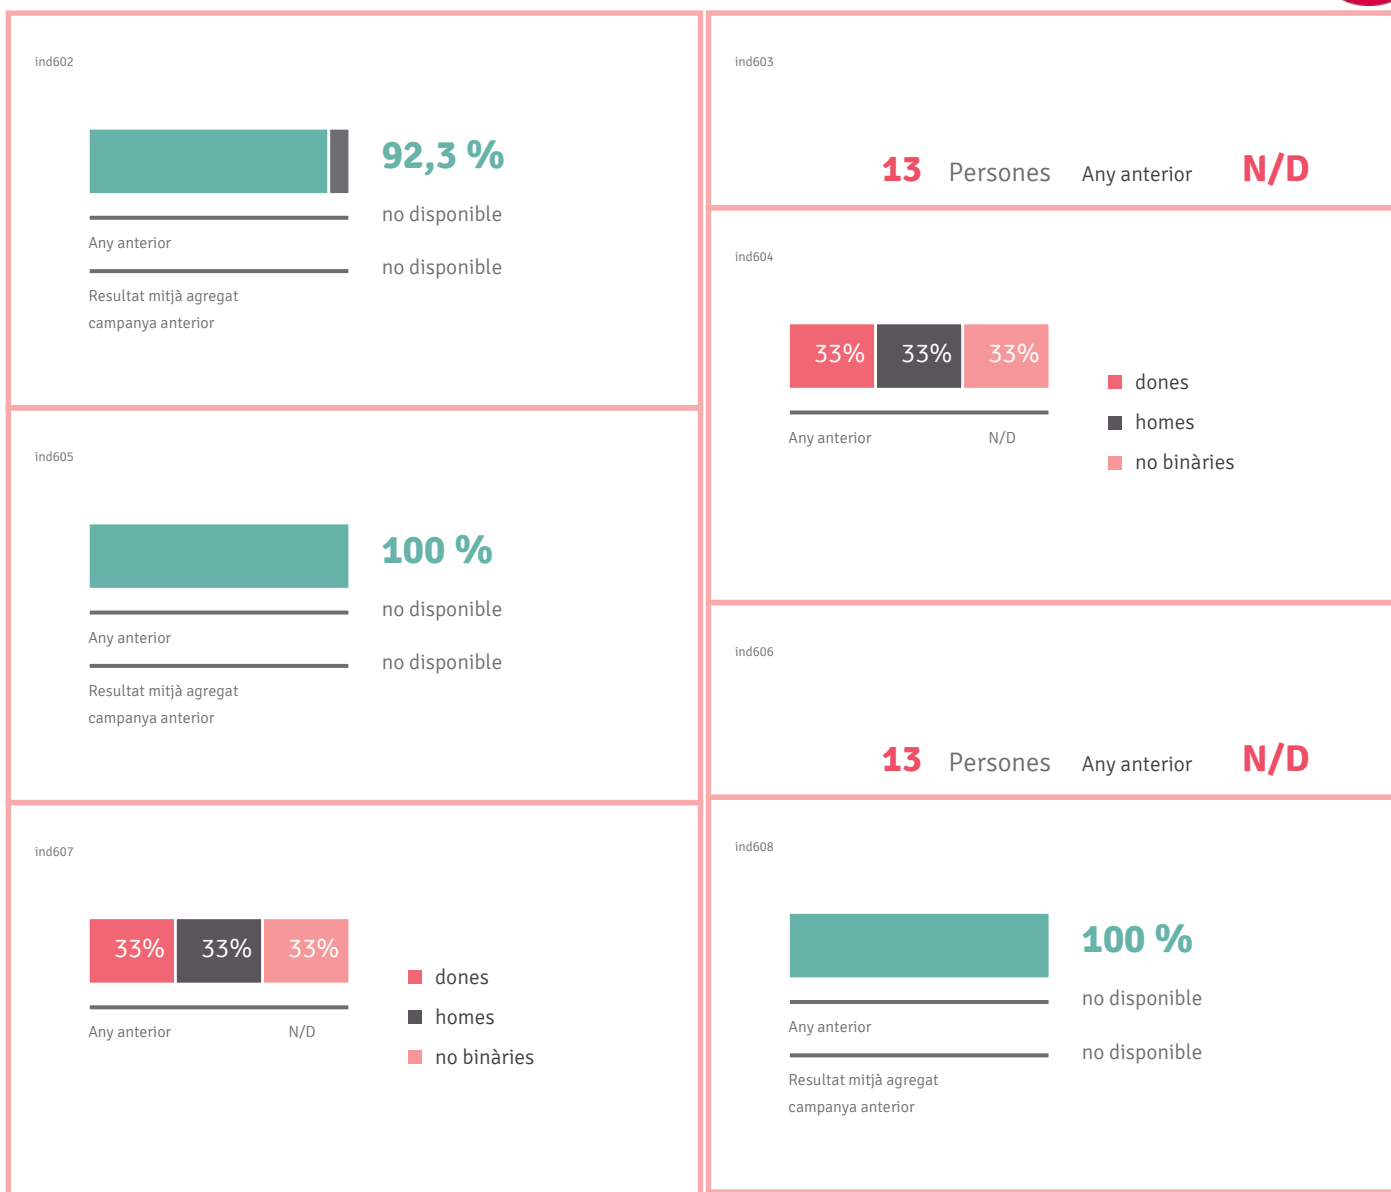 ind602
92,3 %
no disponible
Any anterior
no disponible
Resultat mitjà agregat
campanya anterior
ind603
13 Persones Any anterior N/D
ind604
33% 33% 33%
dones
homes
no binàries
Any anterior N/D
ind605
100 %
no disponible
Any anterior
no disponible
Resultat mitjà agregat
campanya anterior
ind606
13 Persones Any anterior N/D
ind607
33% 33% 33%
dones
homes
no binàries
Any anterior N/D
ind608
100 %
no disponible
Any anterior
no disponible
Resultat mitjà agregat
campanya anterior